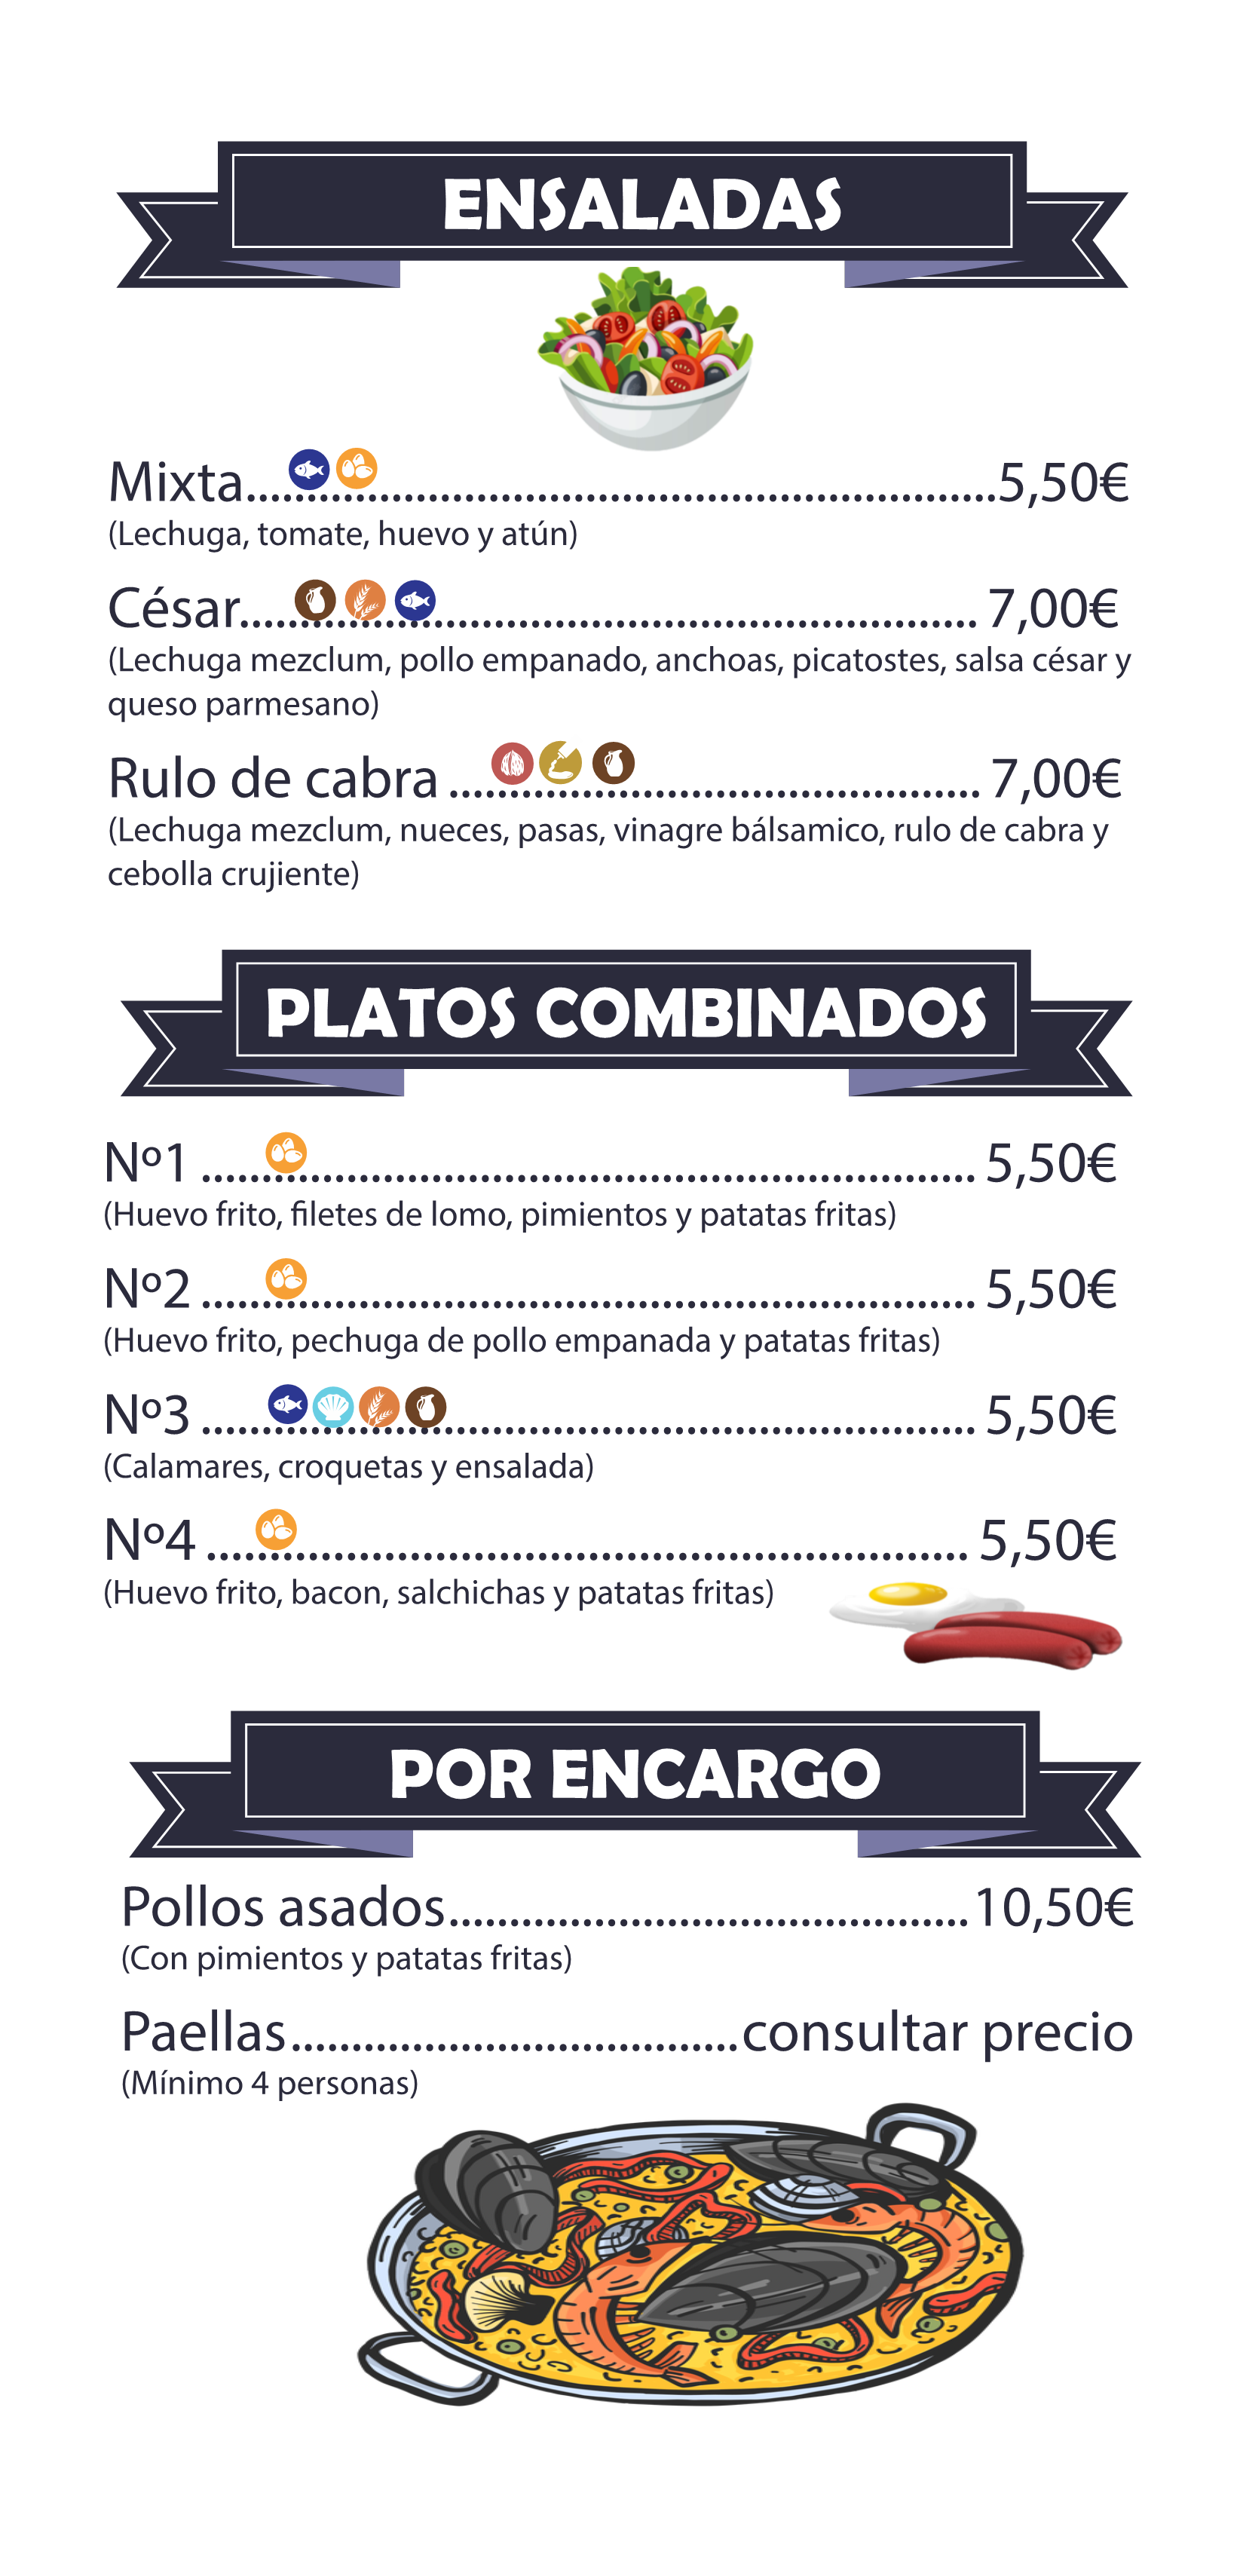 ENSALADAS
Mixta..............................................................5,50€
(Lechuga, tomate, huevo y atún)
César............................................................. 7,00€
(Lechuga mezclum, pollo empanado, anchoas, picatostes, salsa césar y
queso parmesano)
Rulo de cabra ............................................ 7,00€
(Lechuga mezclum, nueces, pasas, vinagre bálsamico, rulo de cabra y
cebolla crujiente)
PLATOS COMBINADOS
Nº1 ................................................................ 5,50€
(Huevo frito, filetes de lomo, pimientos y patatas fritas)
Nº2 ................................................................ 5,50€
(Huevo frito, pechuga de pollo empanada y patatas fritas)
Nº3 ................................................................ 5,50€
(Calamares, croquetas y ensalada)
Nº4 ............................................................... 5,50€
(Huevo frito, bacon, salchichas y patatas fritas)
POR ENCARGO
Pollos asados...........................................10,50€
(Con pimientos y patatas fritas)
Paellas.....................................consultar precio
(Mínimo 4 personas)